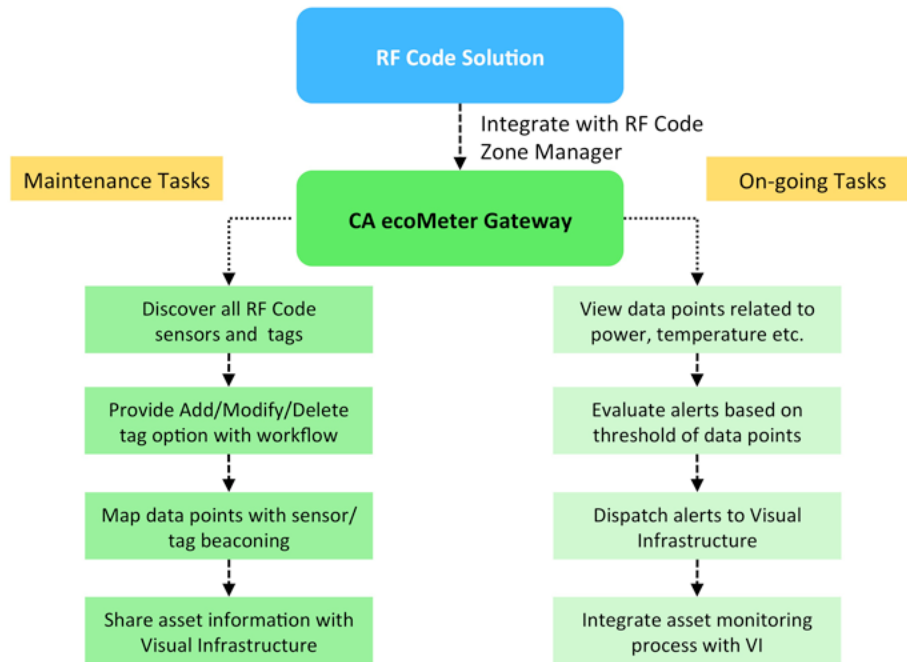 RF Code Solution
Integrate with RF Code
Zone Manager
Maintenance Tasks
On-going Tasks
CA ecoMeter Gateway
Discover all RF Code
sensors and  tags
Provide Add/Modify/Delete
tag option with workflow
Map data points with sensor/
tag beaconing
Share asset information with
Visual Infrastructure
View data points related to
power, temperature etc.
Evaluate alerts based on
threshold of data points
Dispatch alerts to Visual
Infrastructure
Integrate asset monitoring
process with VI